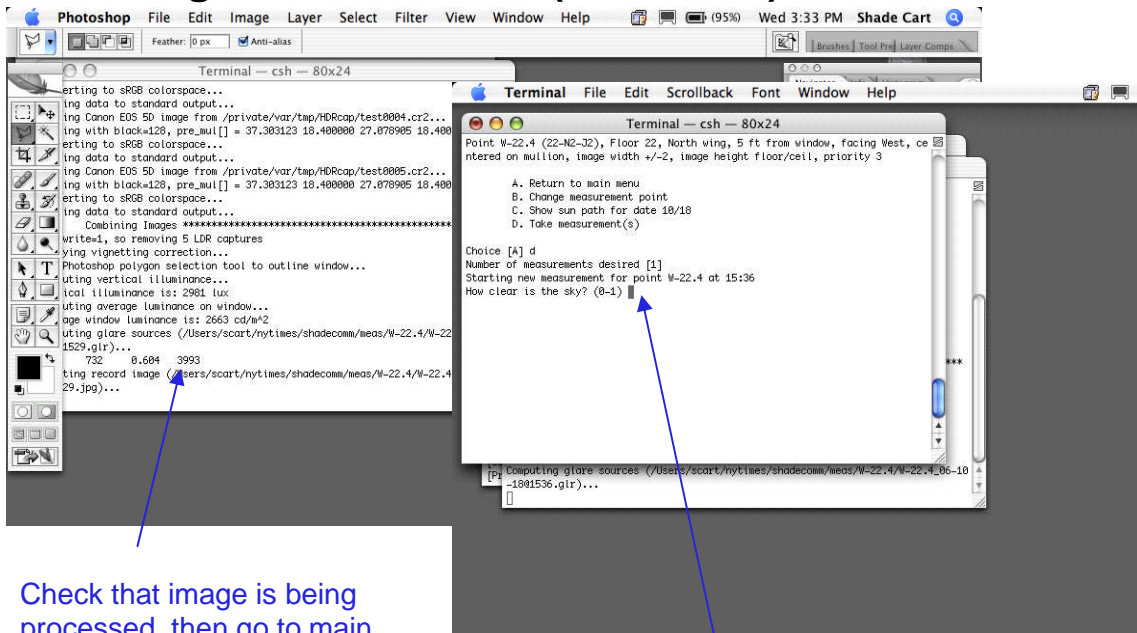 Photoshop File Edit Image Layer Select Filter View Window Help (95%) Wed 3:33 PM Shade Cart
Feather: 0 px Anti-alias Brushes Tool Layer Comps
Terminal — csh — 80x24
erting to sRGB colorspace...
ing data to standard output...
ing Canon EOS 5D image from /private/var/tmp/HDRcap/test0004.cr2...
ing with black=128, pre_mul[] = 37.303123 18.400000 27.078905 18.400
erting to sRGB colorspace...
ing data to standard output...
ing Canon EOS 5D image from /private/var/tmp/HDRcap/test0005.cr2...
ing with black=128, pre_mul[] = 37.303123 18.400000 27.078905 18.400
erting to sRGB colorspace...
ing data to standard output...
Combining Images ************************************************
write=1, so removing 5 LDR captures
ying vignetting correction...
Photoshop polygon selection tool to outline window...
uting vertical illuminance...
ical illuminance is: 2981 lux
uting average luminance on window...
age window luminance is: 2663 cd/m^2
uting glare sources (/Users/scart/nytimes/shadecomm/meas/W-22.4/W-22
1529.glr)...
732 0.604 3993
ting record image (/Users/scart/nytimes/shadecomm/meas/W-22.4/W-22.4
29.jpg)...
Terminal File Edit Scrollback Font Window Help
Terminal — csh — 80x24
Point W-22.4 (22-N2-J2), Floor 22, North wing, 5 ft from window, facing West, ce
ntered on mullion, image width +/-2, image height floor/ceil, priority 3
A. Return to main menu
B. Change measurement point
C. Show sun path for date 10/18
D. Take measurement(s)
Choice [A] d
Number of measurements desired [1]
Starting new measurement for point W-22.4 at 15:36
How clear is the sky? (0-1)
***
[Pr
Computing glare sources (/Users/scart/nytimes/shadecomm/meas/W-22.4/W-22.4_06-10
-18@1536.glr)...
Check that image is being
processed, then go to main